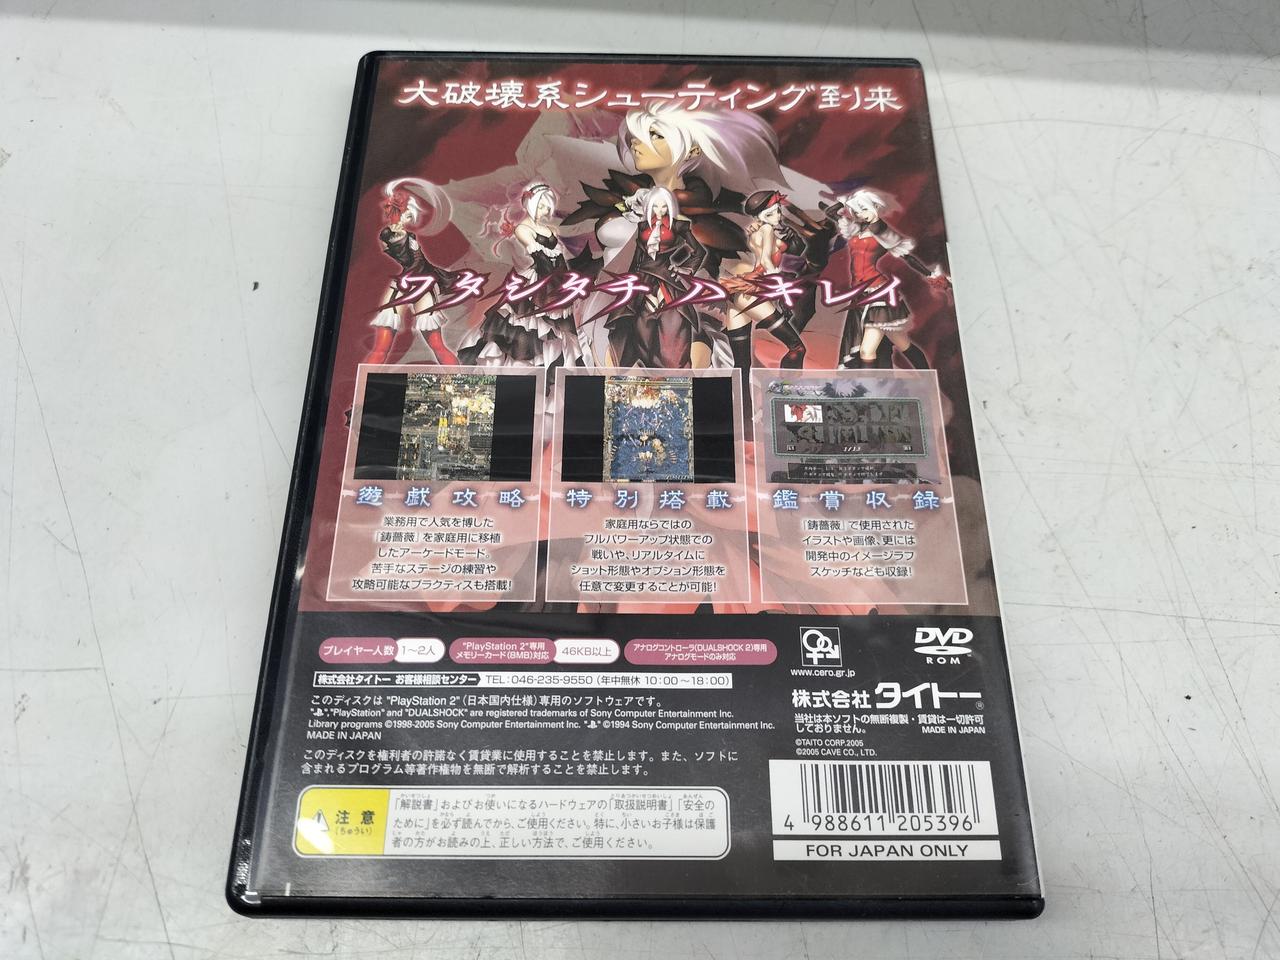 大破壊系シューティング到来
ワタシタチ ハ キレイ
遊戯攻略
業務用で人気を博した
「鋳薔薇」を家庭用に移植
したアーケードモード。
苦手なステージの練習や
攻略可能なプラクティスも搭載!
特別搭載
家庭用ならではの
フルパワーアップ状態での
戦いや、リアルタイムに
ショット形態やオプション形態を
任意で変更することが可能!
鑑賞収録
「鋳薔薇」で使用された
イラストや画像、更には
開発中のイメージラフ
スケッチなども収録!
プレイヤー人数 1〜2人
"PlayStation 2"専用
メモリーカード(8MB)対応
46KB以上
アナログコントローラ(DUALSHOCK 2)専用
アナログモードのみ対応
株式会社タイトー お客様相談センター TEL:046-235-9550 (年中無休 10:00〜18:00)
このディスクは "PlayStation 2" (日本国内仕様) 専用のソフトウェアです。
" ", "PlayStation" and "DUALSHOCK" are registered trademarks of Sony Computer Entertainment Inc.
Library programs ©1998-2005 Sony Computer Entertainment Inc. " " ©1994 Sony Computer Entertainment Inc.
MADE IN JAPAN
このディスクを権利者の許諾なく賃貸業に使用することを禁止します。また、ソフトに
含まれるプログラム等著作権物を無断で解析することを禁止します。
注意
(ちゅうい)
「解説書」およびお使いになるハードウェアの「取扱説明書」「安全の
ために」を必ず読んでから、ご使用ください。特に、小さいお子様は保護
者の方がお読みの上、正しい方法で、ご使用ください。
www.cero.gr.jp
DVD
ROM
株式会社 タイトー®
当社は本ソフトの無断複製・賃貸は一切許可
しておりません。 MADE IN JAPAN
©TAITO CORP.2005
©2005 CAVE CO., LTD.
4 988611 205396
FOR JAPAN ONLY